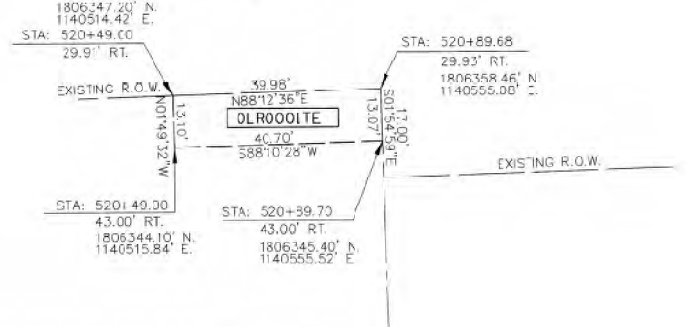 1806347.20' N.
1140514.42' E.
STA: 520+49.00
29.91' RT.
STA: 520+89.68
29.93' RT.
1806358.46' N
1140555.00' E.
EXISTING R.O.W.
39.98'
N88°12'36"E
N01°49'32"W
13.10'
OLR0001TE
40.70'
S88°10'28"W
13.07'
S01°54'59"E
17.00'
EXISTING R.O.W.
STA: 520+49.00
43.00' RT.
1806344.10' N.
1140515.84' E.
STA: 520+89.70
43.00' RT.
1806345.40' N.
1140555.52' E